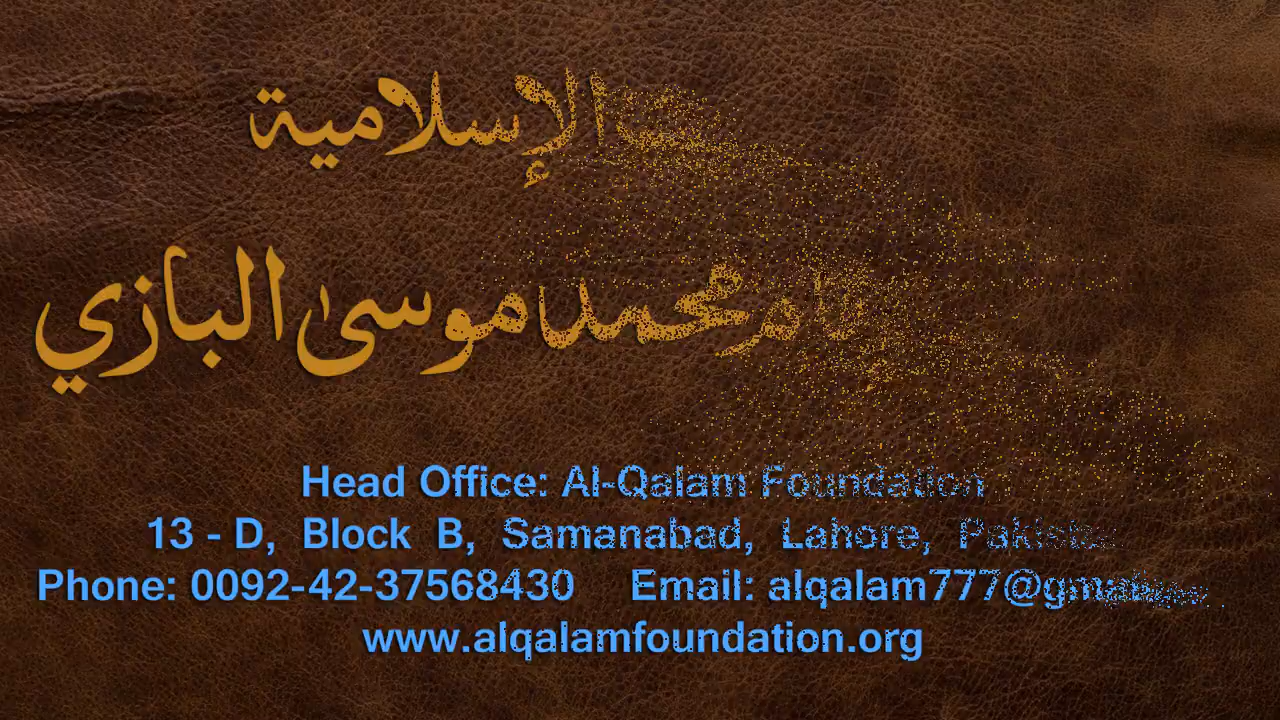 الإسلامية
محمد موسىٰ البازي
Head Office: Al-Qalam Foundation
13 - D, Block B, Samanabad, Lahore,
Phone: 0092-42-37568430 Email:
www.alqalamfoundation.org